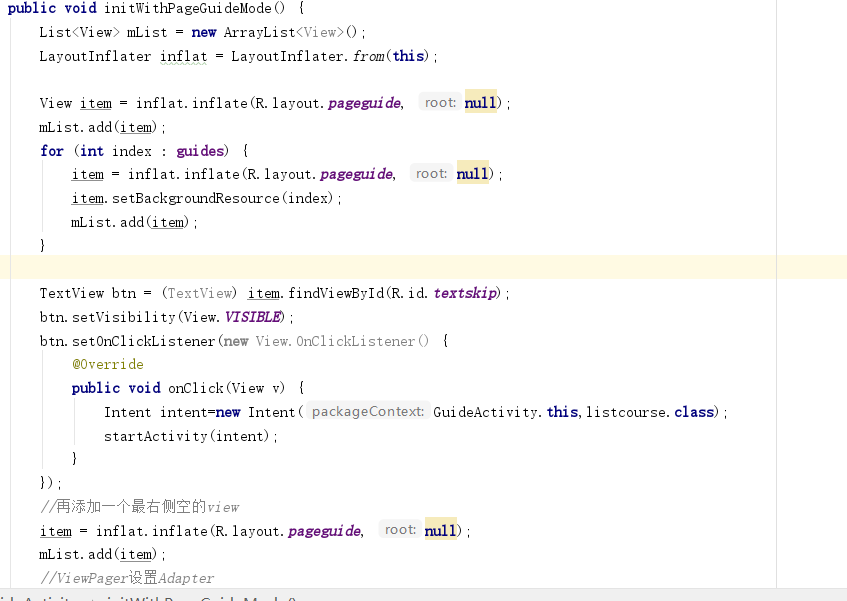 public void initWithPageGuideMode() {
List<View> mList = new ArrayList<View>();
LayoutInflater inflat = LayoutInflater.from(this);
View item = inflat.inflate(R.layout.pageguide, root: null);
mList.add(item);
for (int index : guides) {
item = inflat.inflate(R.layout.pageguide, root: null);
item.setBackgroundResource(index);
mList.add(item);
}
TextView btn = (TextView) item.findViewById(R.id.textskip);
btn.setVisibility(View.VISIBLE);
btn.setOnClickListener(new View.OnClickListener() {
@Override
public void onClick(View v) {
Intent intent=new Intent( packageContext: GuideActivity.this,listcourse.class);
startActivity(intent);
}
});
//再添加一个最右侧空的view
item = inflat.inflate(R.layout.pageguide, root: null);
mList.add(item);
//ViewPager设置Adapter